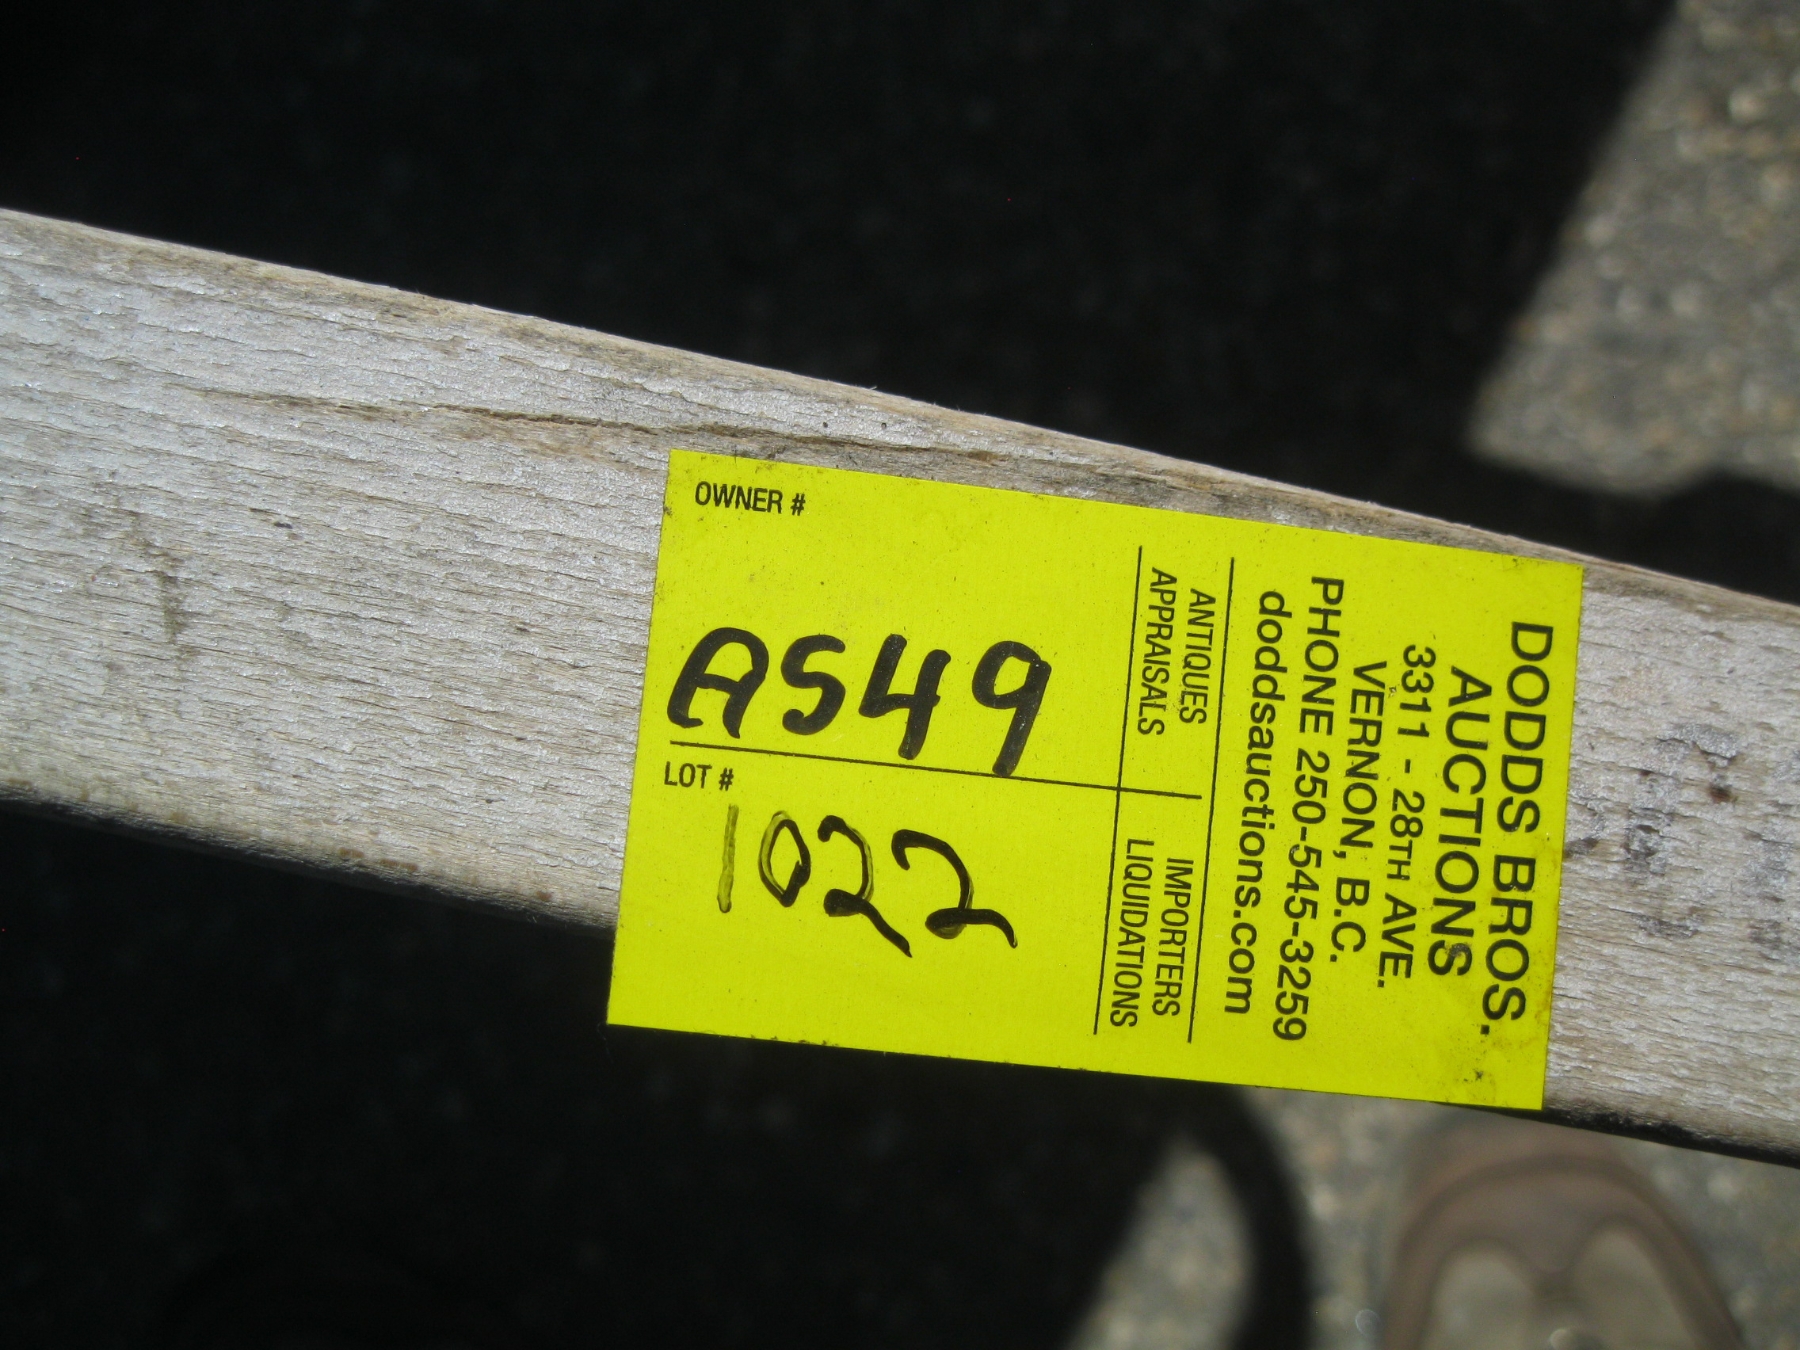 DODDS BROS.
AUCTIONS
3311 - 28TH AVE.
VERNON, B.C.
PHONE 250-545-3259
doddsauctions.com
ANTIQUES
APPRAISALS
IMPORTERS
LIQUIDATIONS
OWNER #
A549
LOT #
1022